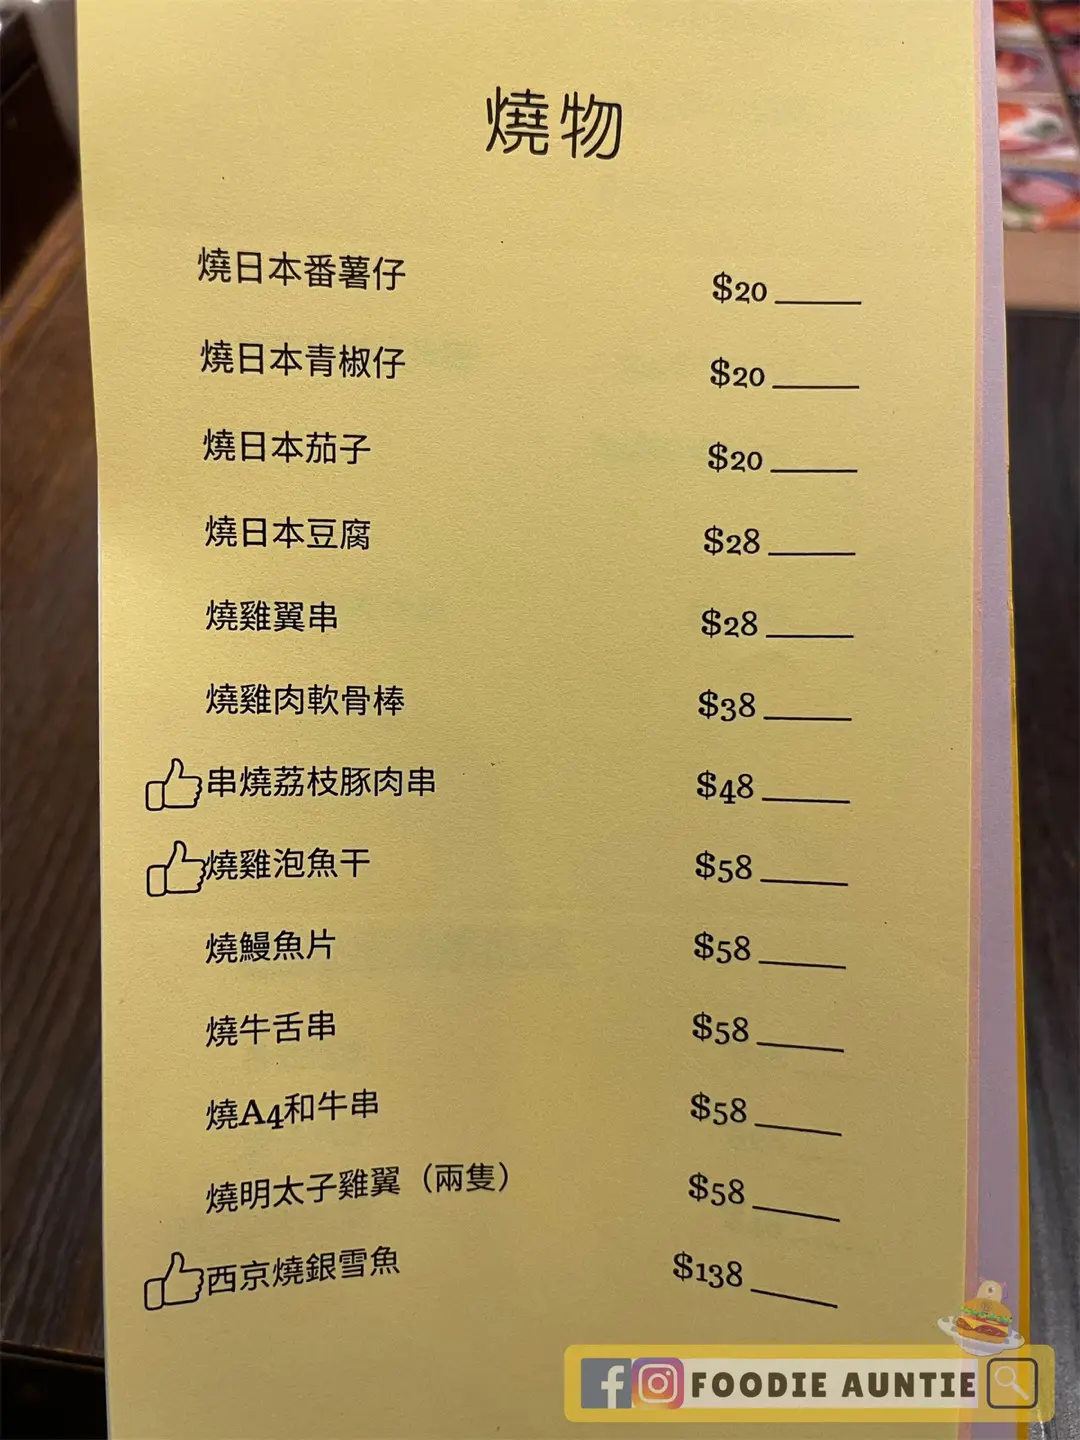 燒物
燒日本番薯仔 $20
燒日本青椒仔 $20
燒日本茄子 $20
燒日本豆腐 $28
燒雞翼串 $28
燒雞肉軟骨棒 $38
串燒荔枝豚肉串 $48
燒雞泡魚干 $58
燒鰻魚片 $58
燒牛舌串 $58
燒A4和牛串 $58
燒明太子雞翼（兩隻） $58
西京燒銀雪魚 $138
FOODIE AUNTIE